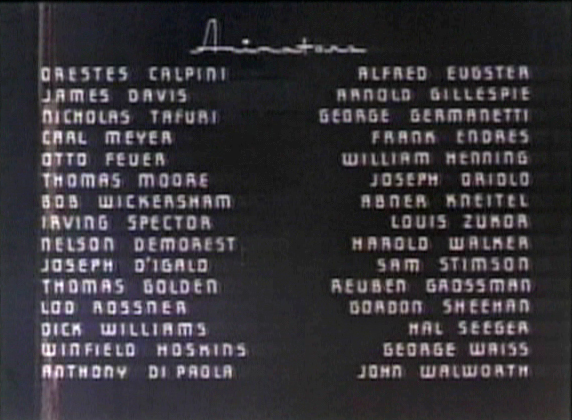 Animators
ORESTES CALPINI ALFRED EUGSTER
JAMES DAVIS ARNOLD GILLESPIE
NICHOLAS TAFURI GEORGE GERMANETTI
CARL MEYER FRANK ENDRES
OTTO FEUER WILLIAM HENNING
THOMAS MOORE JOSEPH ORIOLO
BOB WICKERSHAM ABNER KNEITEL
IRVING SPECTOR LOUIS ZUKOR
NELSON DEMOREST HAROLD WALKER
JOSEPH D'IGALO SAM STIMSON
THOMAS GOLDEN REUBEN GROSSMAN
LOD ROSSNER GORDON SHEEHAN
DICK WILLIAMS HAL SEEGER
WINFIELD HOSKINS GEORGE WAISS
ANTHONY DI PAOLA JOHN WALWORTH